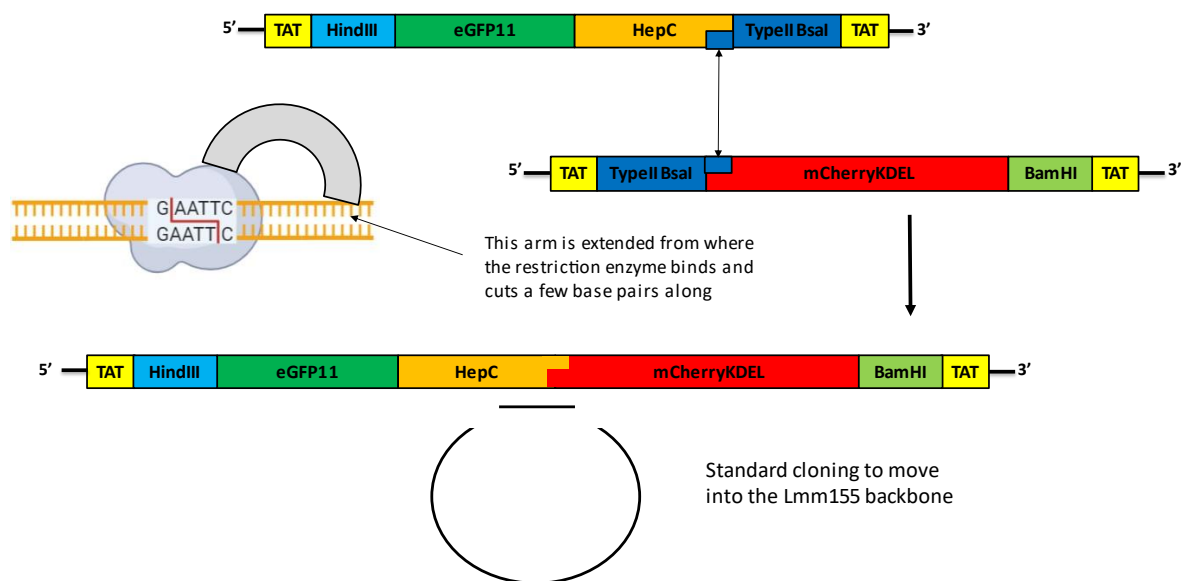 5’ TAT HindIII eGFP11 HepC TypeII BsaI TAT 3’
5’ TAT TypeII BsaI mCherryKDEL BamHI TAT 3’
G AATTC
GAATT C
This arm is extended from where
the restriction enzyme binds and
cuts a few base pairs along
5’ TAT HindIII eGFP11 HepC mCherryKDEL BamHI TAT 3’
Standard cloning to move
into the Lmm155 backbone